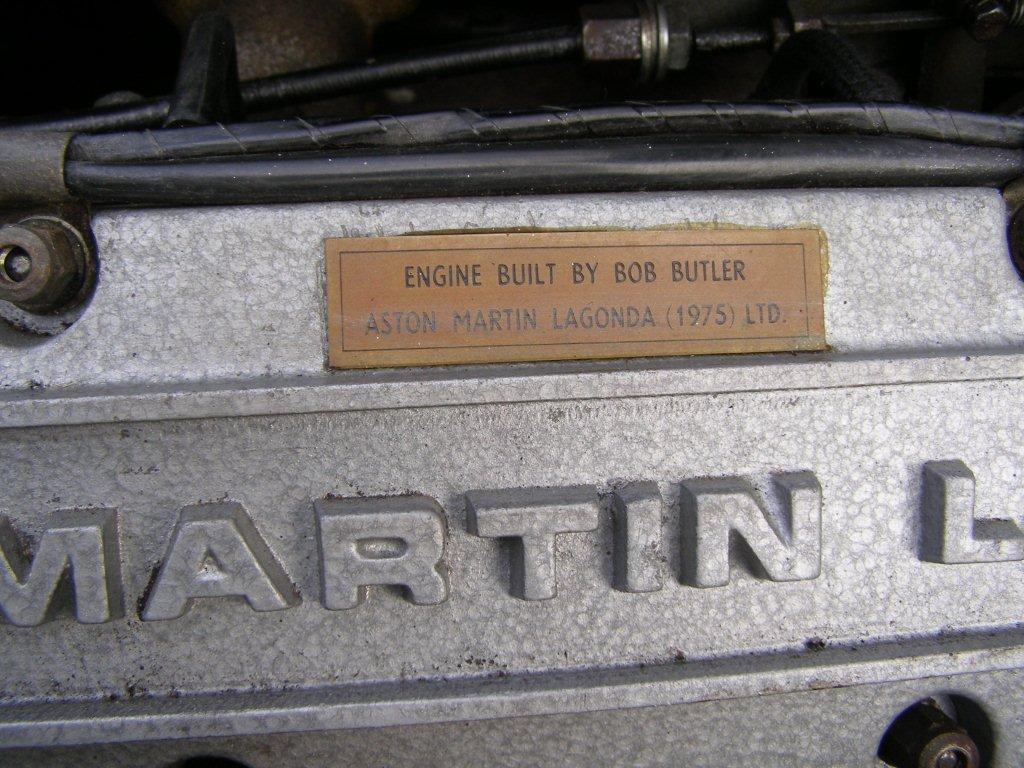 ENGINE BUILT BY BOB BUTLER
ASTON MARTIN LAGONDA (1975) LTD.
MARTIN L